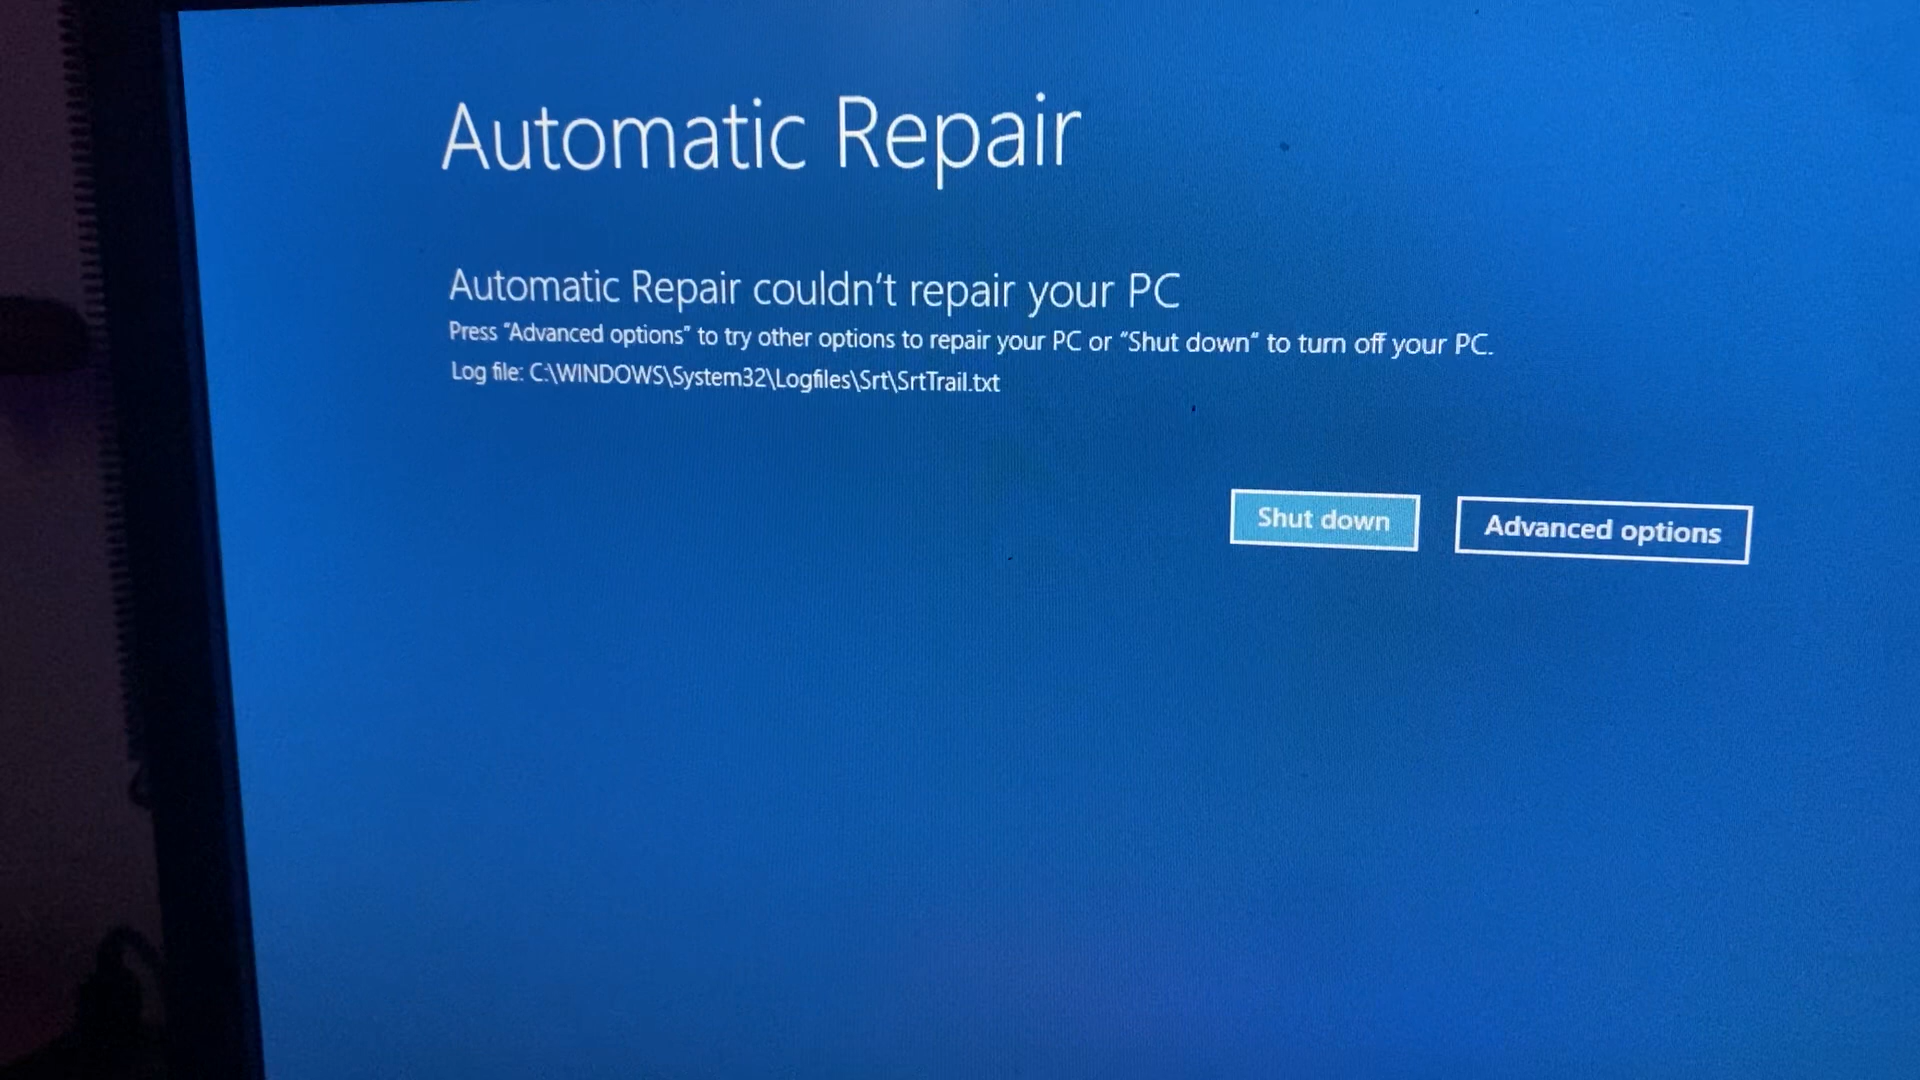 Automatic Repair
Automatic Repair couldn't repair your PC
Press "Advanced options" to try other options to repair your PC or "Shut down" to turn off your PC.
Log file: C:\WINDOWS\System32\Logfiles\Srt\SrtTrail.txt
Shut down
Advanced options